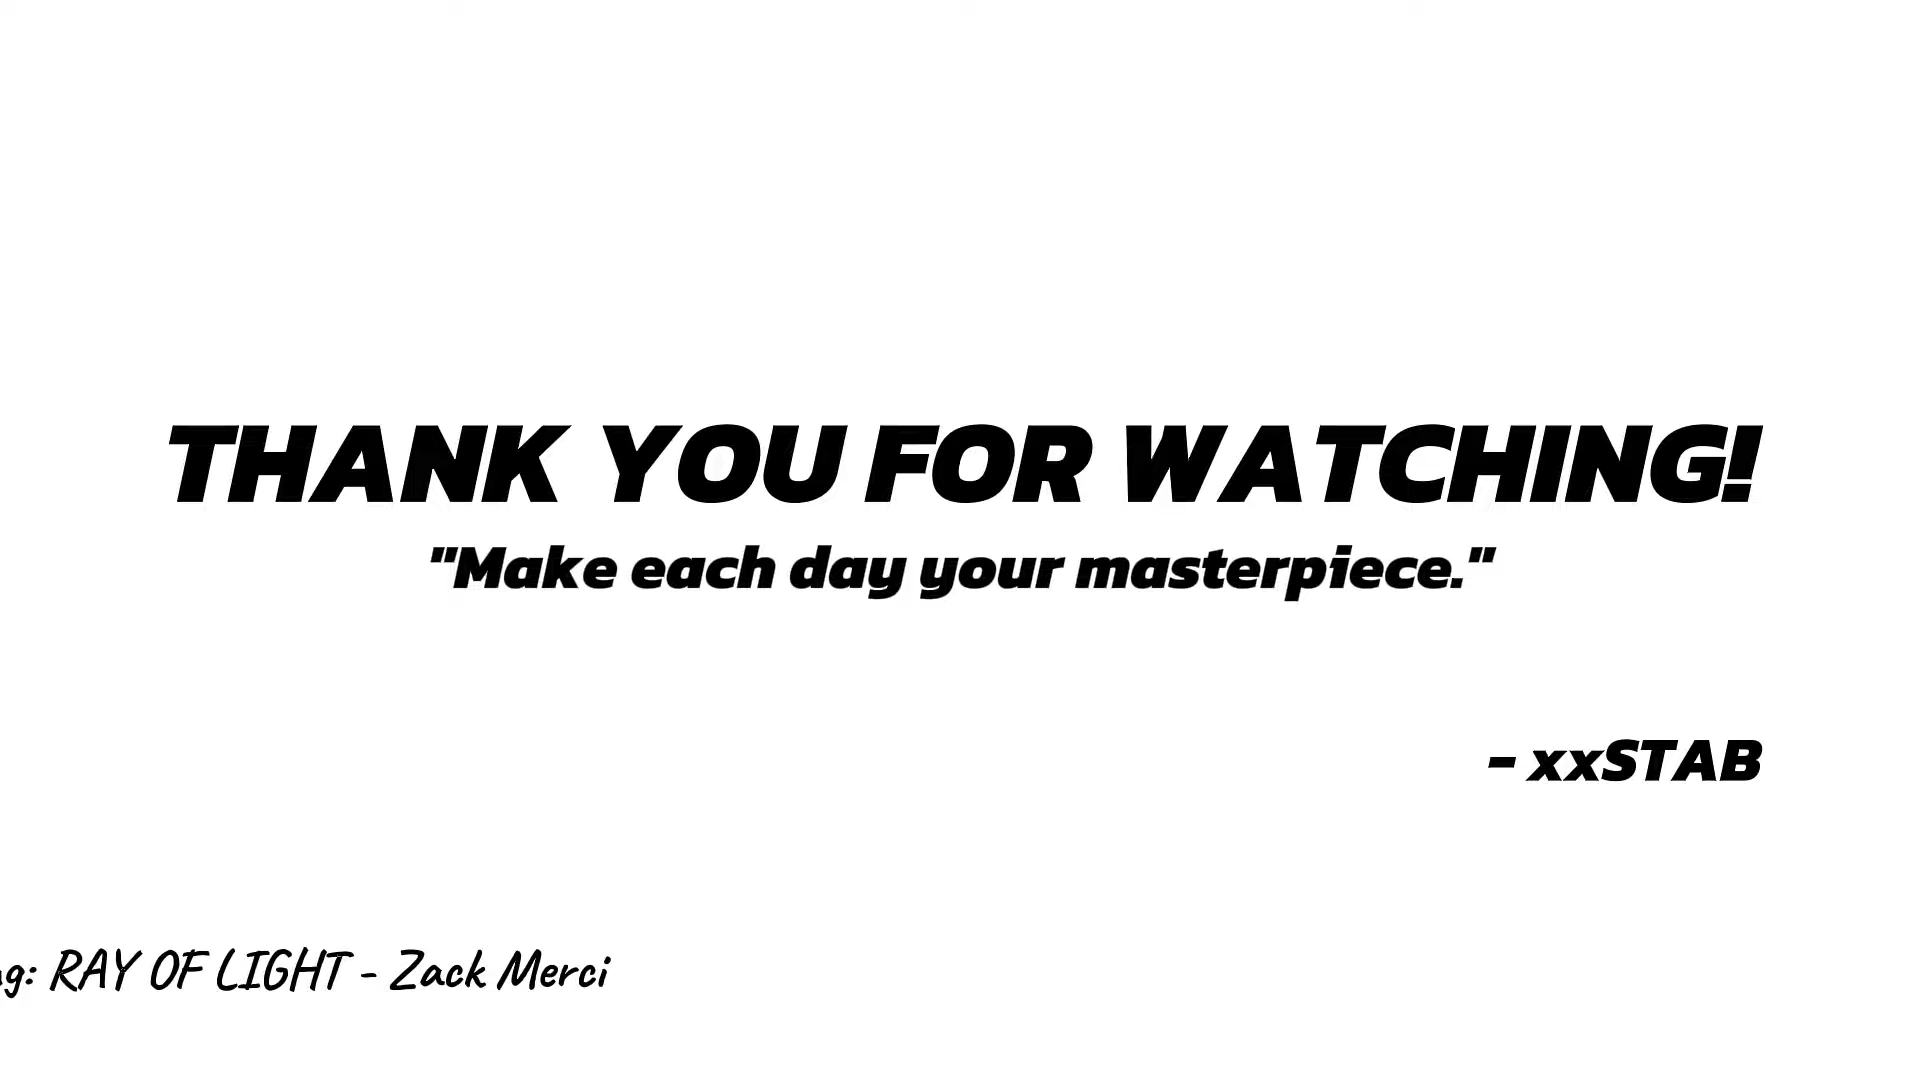 THANK YOU FOR WATCHING!
"Make each day your masterpiece."
- xxSTAB
RAY OF LIGHT - Zack Merci